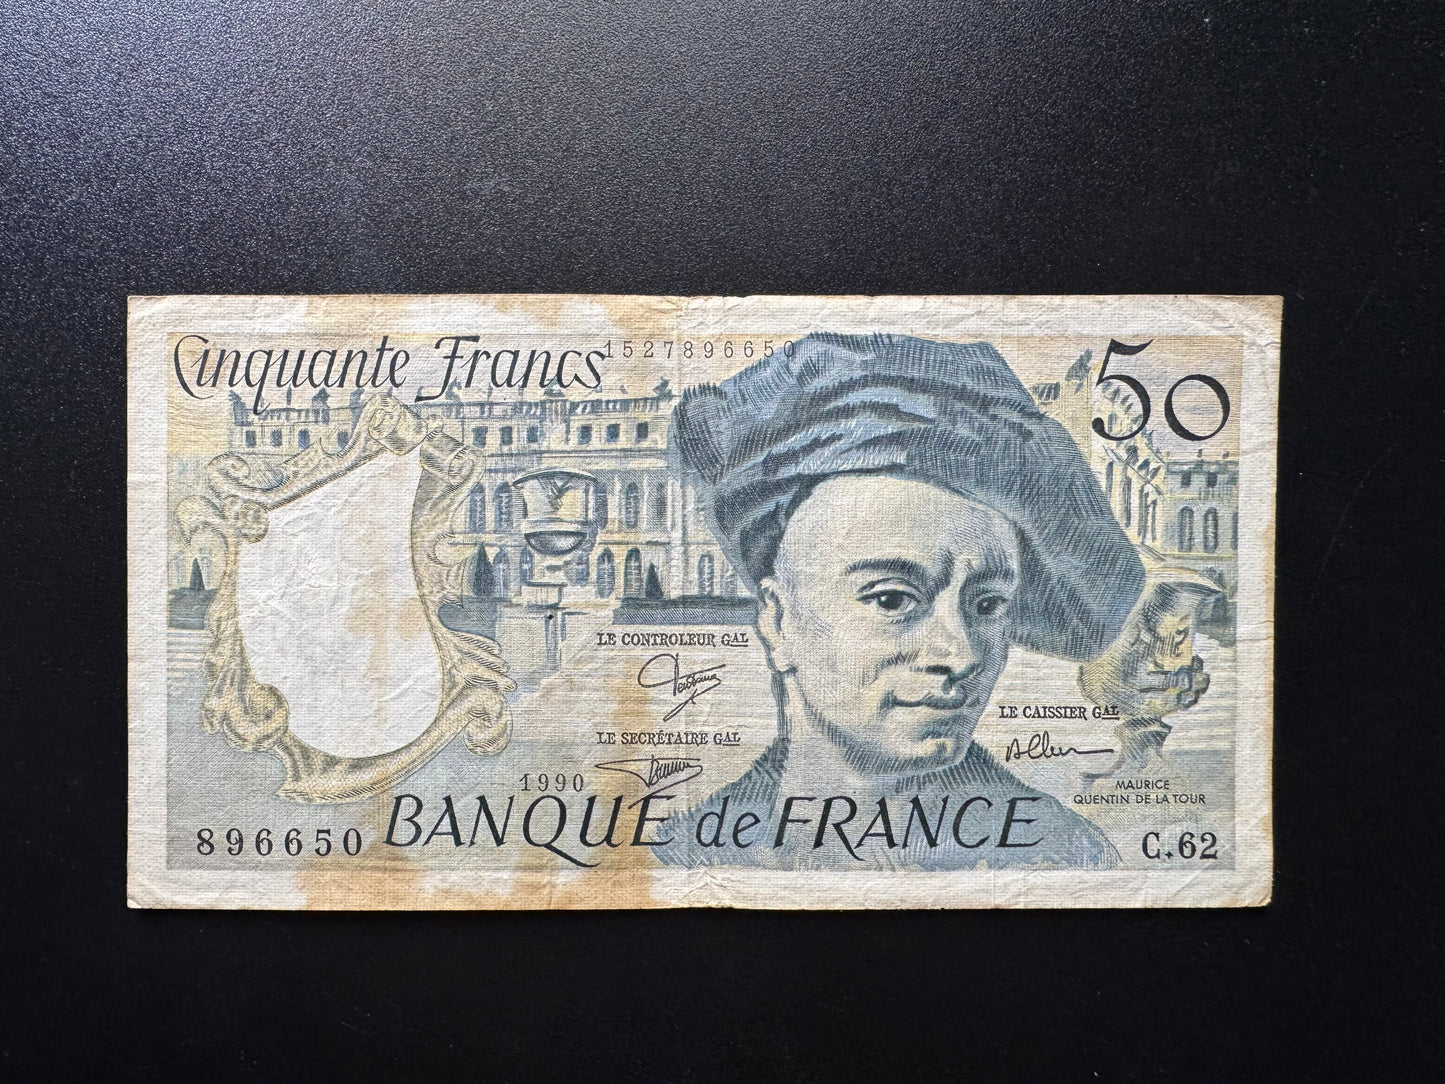 Cinquante Francs
1527896650
50
LE CONTROLEUR GAL
LE CAISSIER GAL
LE SECRÉTAIRE GAL
1990
MAURICE
QUENTIN DE LA TOUR
896650
BANQUE de FRANCE
C.62